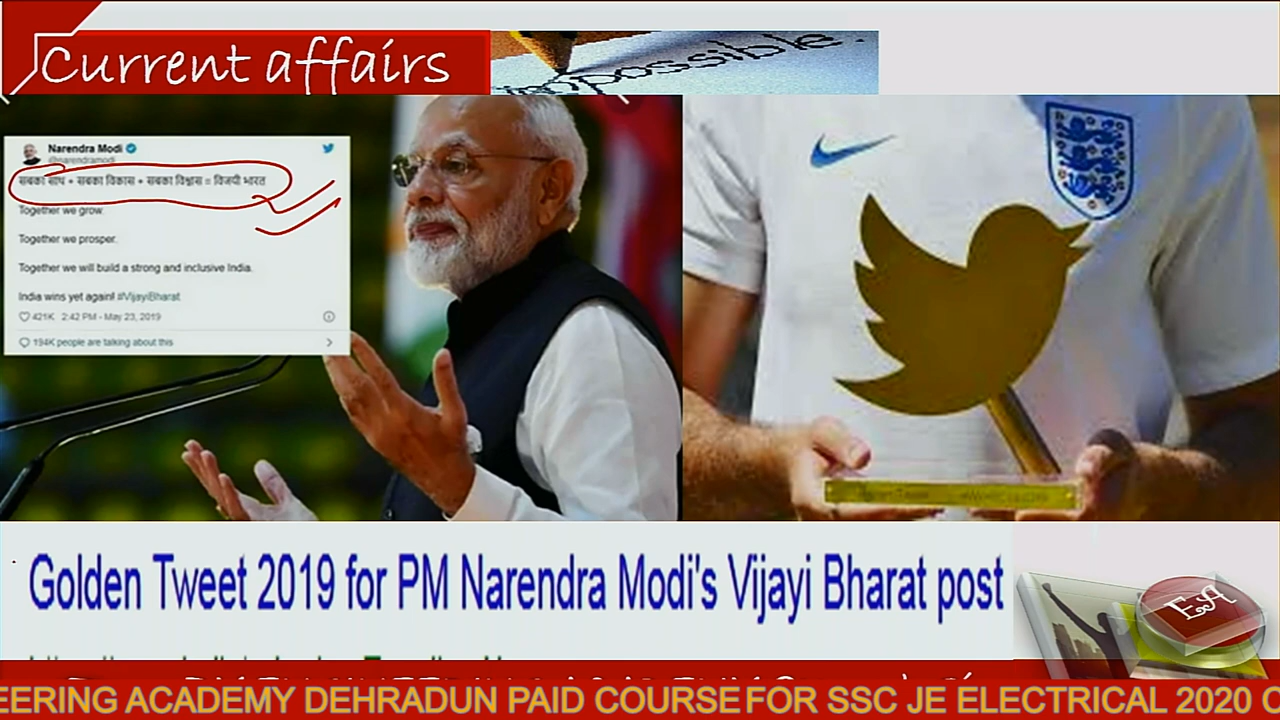 Current affairs
possible.
Narendra Modi
@narendramodi
सबका साथ + सबका विकास + सबका विश्वास = विजयी भारत
Together we grow.
Together we prosper.
Together we will build a strong and inclusive India.
India wins yet again! #VijayiBharat
421K 2:42 PM - May 23, 2019
194K people are talking about this
Golden Tweet 2019 for PM Narendra Modi's Vijayi Bharat post
EA
EERING ACADEMY DEHRADUN PAID COURSE FOR SSC JE ELECTRICAL 2020 C